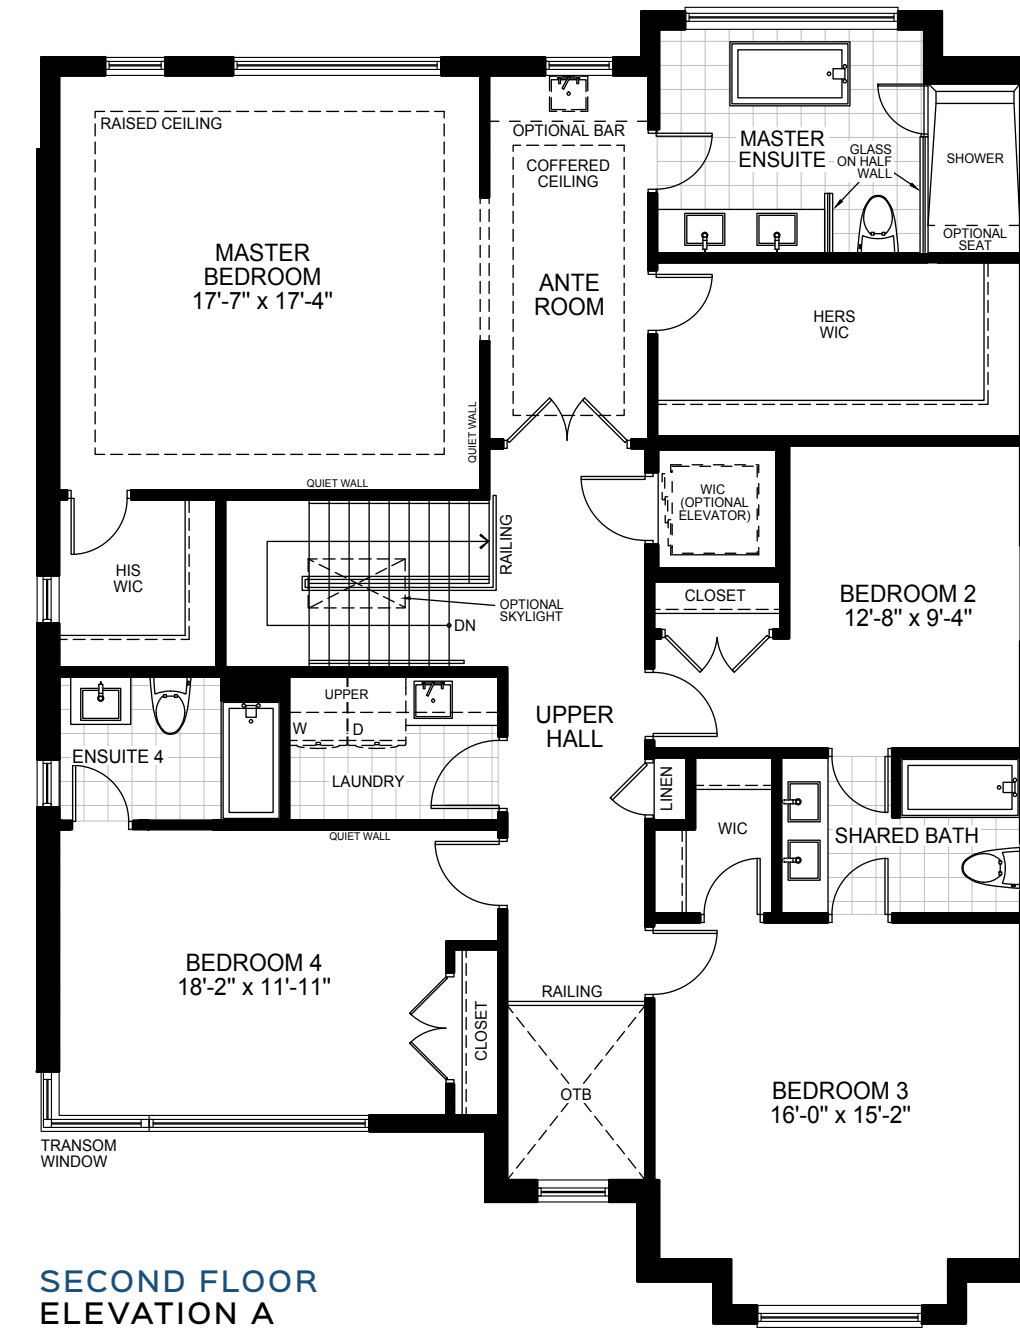 RAISED CEILING
MASTER
BEDROOM
17'-7" x 17'-4"
OPTIONAL BAR
COFFERED
CEILING
ANTE
ROOM
MASTER
ENSUITE
GLASS
ON HALF
WALL
SHOWER
OPTIONAL
SEAT
HERS
WIC
QUIET WALL
QUIET WALL
RAILING
WIC
(OPTIONAL
ELEVATOR)
HIS
WIC
OPTIONAL
SKYLIGHT
DN
CLOSET
BEDROOM 2
12'-8" x 9'-4"
UPPER
W
D
ENSUITE 4
LAUNDRY
UPPER
HALL
LINEN
WIC
SHARED BATH
QUIET WALL
BEDROOM 4
18'-2" x 11'-11"
CLOSET
RAILING
OTB
BEDROOM 3
16'-0" x 15'-2"
TRANSOM
WINDOW
SECOND FLOOR
ELEVATION A